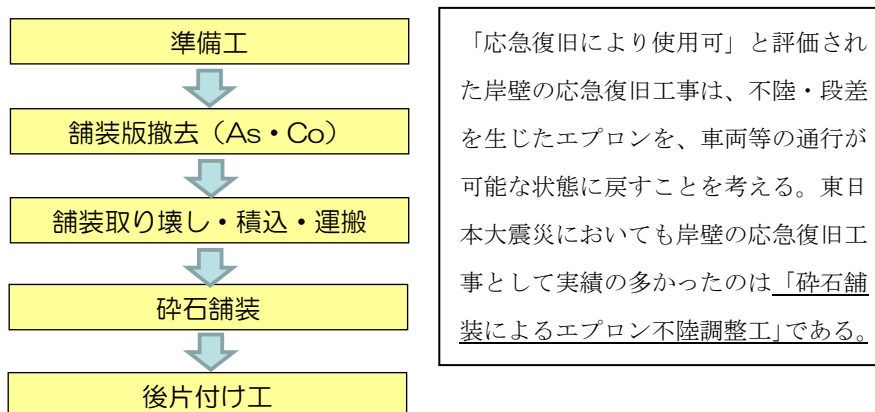 準備工
舗装版撤去（As・Co）
舗装取り壊し・積込・運搬
砕石舗装
後片付け工
「応急復旧により使用可」と評価され
た岸壁の応急復旧工事は、不陸・段差
を生じたエプロンを、車両等の通行が
可能な状態に戻すことを考える。東日
本大震災においても岸壁の応急復旧工
事として実績の多かったのは「砕石舗
装によるエプロン不陸調整工」である。